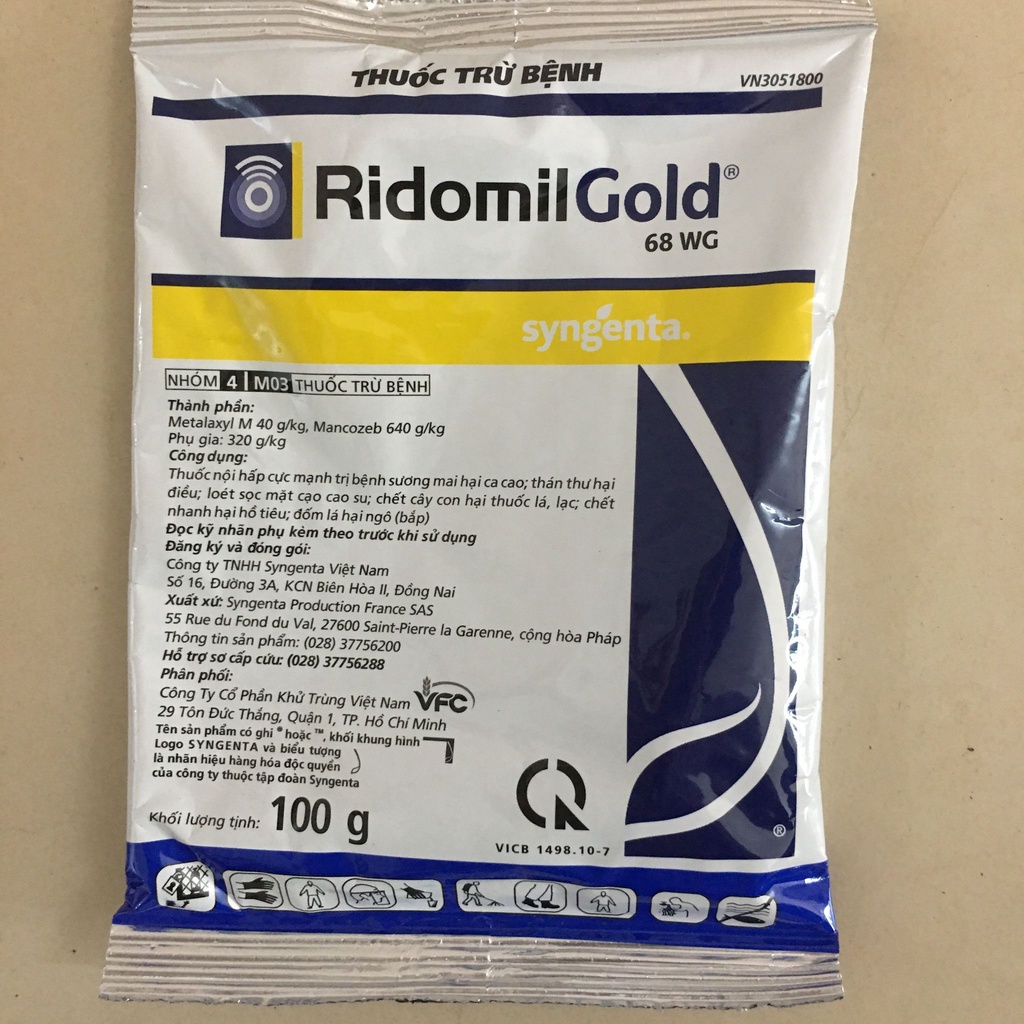 THUỐC TRỪ BỆNH
VN3051800
RidomilGold®
68 WG
syngenta.
NHÓM 4 M03 THUỐC TRỪ BỆNH
Thành phần:
Metalaxyl M 40 g/kg, Mancozeb 640 g/kg
Phụ gia: 320 g/kg
Công dụng:
Thuốc nội hấp cực mạnh trị bệnh sương mai hại ca cao; thán thư hại
điều; loét sọc mặt cạo cao su; chết cây con hại thuốc lá, lạc; chết
nhanh hại hồ tiêu; đốm lá hại ngô (bắp)
Đọc kỹ nhãn phụ kèm theo trước khi sử dụng
Đăng ký và đóng gói:
Công ty TNHH Syngenta Việt Nam
Số 16, Đường 3A, KCN Biên Hòa II, Đồng Nai
Xuất xứ: Syngenta Production France SAS
55 Rue du Fond du Val, 27600 Saint-Pierre la Garenne, cộng hòa Pháp
Thông tin sản phẩm: (028) 37756200
Hỗ trợ sơ cấp cứu: (028) 37756288
Phân phối:
Công Ty Cổ Phần Khử Trùng Việt Nam VFC
29 Tôn Đức Thắng, Quận 1, TP. Hồ Chí Minh
Tên sản phẩm có ghi ® hoặc ™, khối khung hình
Logo SYNGENTA và biểu tượng
là nhãn hiệu hàng hóa độc quyền
của công ty thuộc tập đoàn Syngenta
Khối lượng tịnh: 100 g
VICB 1498.10-7
®